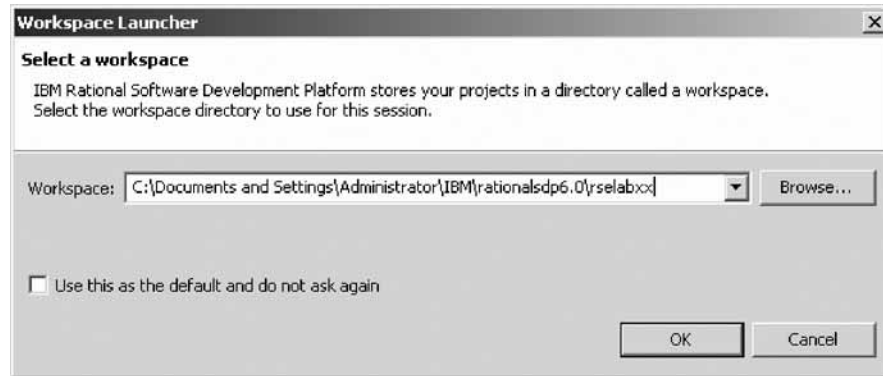 Workspace Launcher
Select a workspace
IBM Rational Software Development Platform stores your projects in a directory called a workspace.
Select the workspace directory to use for this session.
Workspace: C:\Documents and Settings\Administrator\IBM\rationalsdp6.0\rselabxx Browse...
Use this as the default and do not ask again
OK Cancel